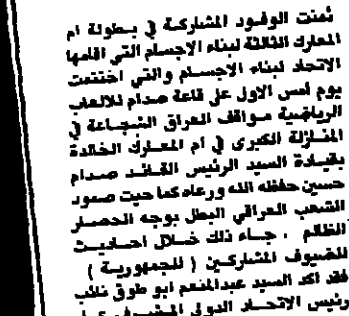 ثمنت الوفود المشاركة في بطولة ام
المعارك الثالثة لبناء الاجسام التي اقامها
الاتحاد لبناء الاجسام والتي اختتمت
يوم امس الاول على قاعة صدام للالعاب
الرياضية مواقف العراق الشجاعة في
المنازلة الكبرى في أم المعارك الخالدة
بقيادة السيد الرئيس القائد صدام
حسين حفظه الله ورعاه كما حيت صمود
الشعب العراقي البطل بوجه الحصار
الظالم . جاء ذلك خلال احاديث
للضيوف المشاركين ( للجمهورية )
فقد اكد السيد عبدالمنعم ابو طوق نائب
رئيس الاتحاد الدولي